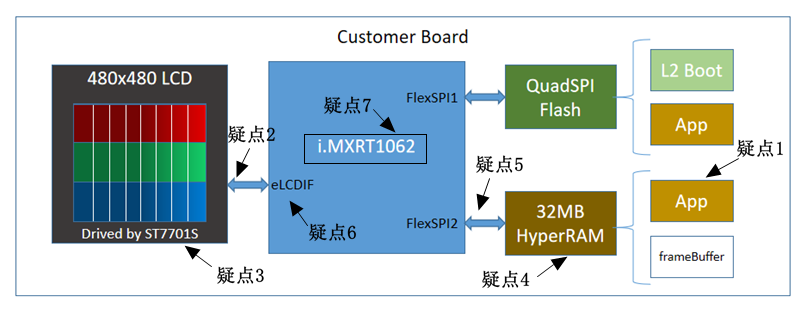 Customer Board
480x480 LCD
Drived by ST7701S
疑点3
疑点2
疑点7
i.MXRT1062
eLCDIF
疑点6
FlexSPI1
FlexSPI2
疑点5
QuadSPI
Flash
32MB
HyperRAM
疑点4
L2 Boot
App
疑点1
App
frameBuffer